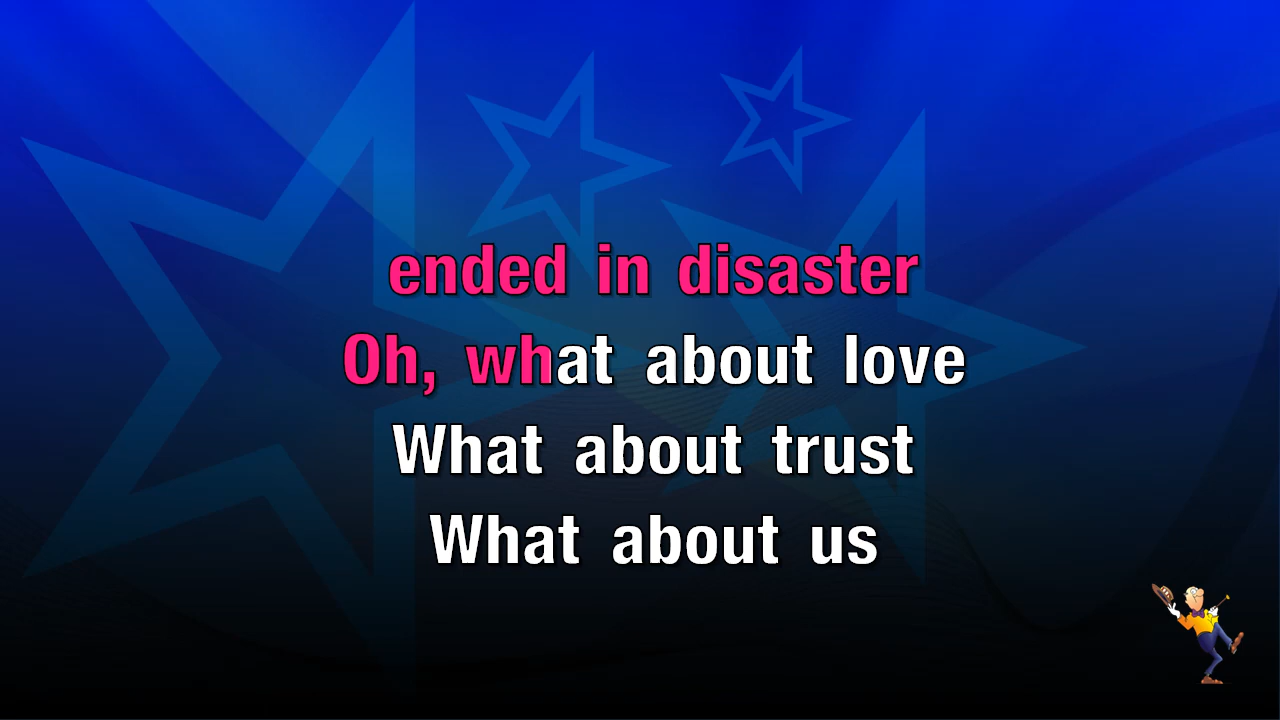 ended in disaster
Oh, what about love
What about trust
What about us